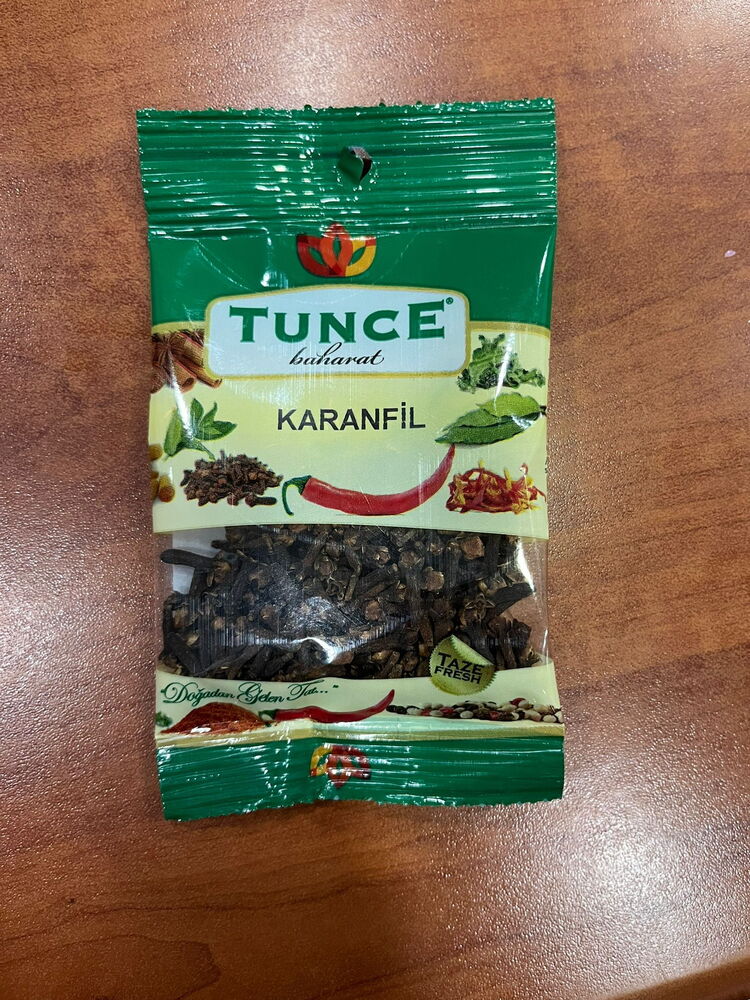 TUNCE®
baharat
KARANFİL
TAZE
FRESH
"Doğadan Gelen Tat..."